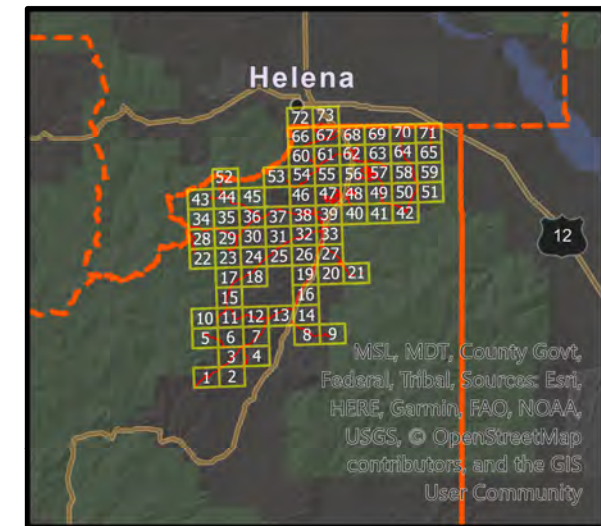 Helena
72 73
66 67 68 69 70 71
60 61 62 63 64 65
52 53 54 55 56 57 58 59
43 44 45 46 47 48 49 50 51
34 35 36 37 38 39 40 41 42
28 29 30 31 32 33
12
22 23 24 25 26 27
17 18 19 20 21
15 16
10 11 12 13 14
5 6 7 8 9
3 4
1 2
MSL, MDT, County Govt,
Federal, Tribal, Sources: Esri,
HERE, Garmin, FAO, NOAA,
USGS, © OpenStreetMap
contributors, and the GIS
User Community